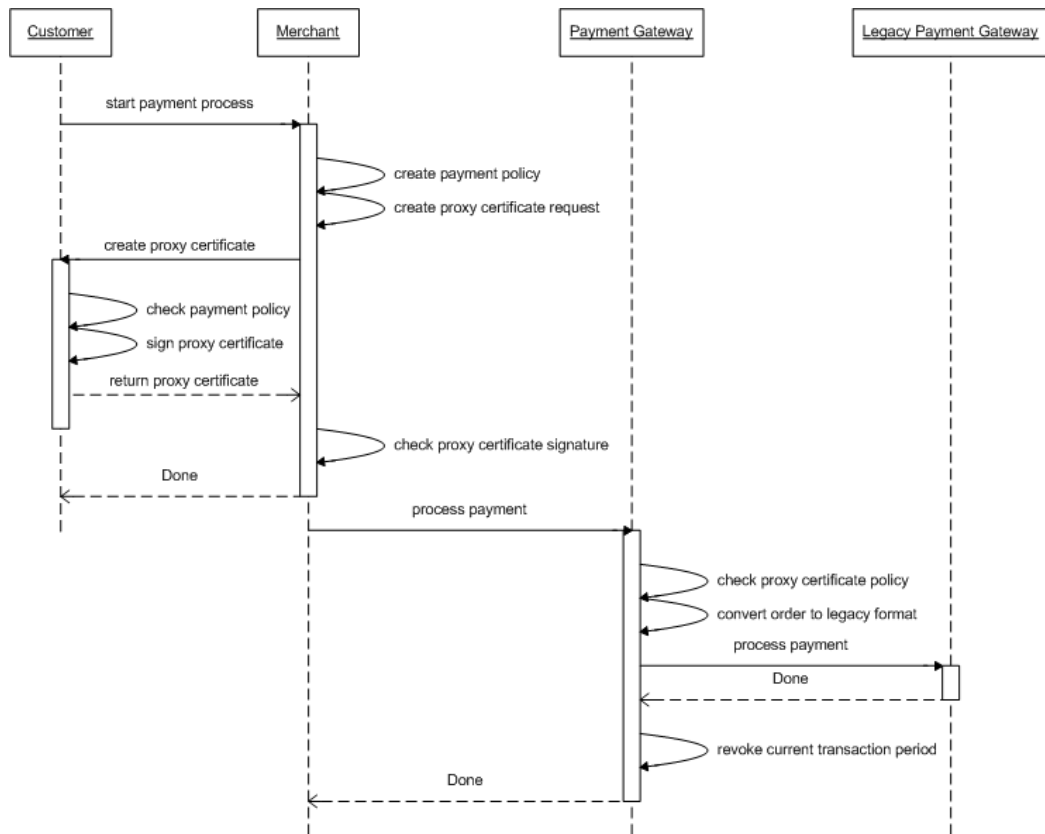 Customer
Merchant
Payment Gateway
Legacy Payment Gateway
start payment process
create payment policy
create proxy certificate request
create proxy certificate
check payment policy
sign proxy certificate
return proxy certificate
check proxy certificate signature
Done
process payment
check proxy certificate policy
convert order to legacy format
process payment
Done
revoke current transaction period
Done